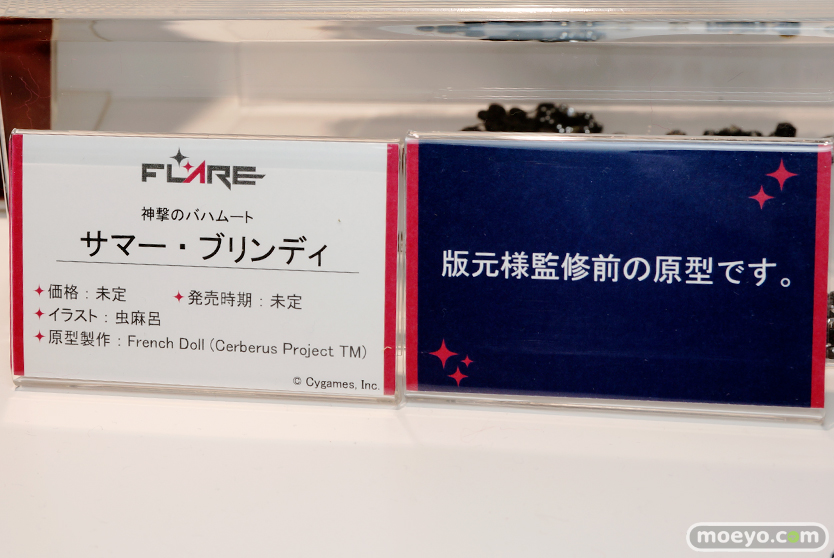 FLARE
神撃のバハムート
サマー・ブリンディ
価格：未定 発売時期：未定
イラスト：虫麻呂
原型製作：French Doll (Cerberus Project TM)
© Cygames, Inc.
版元様監修前の原型です。
moeyo.com